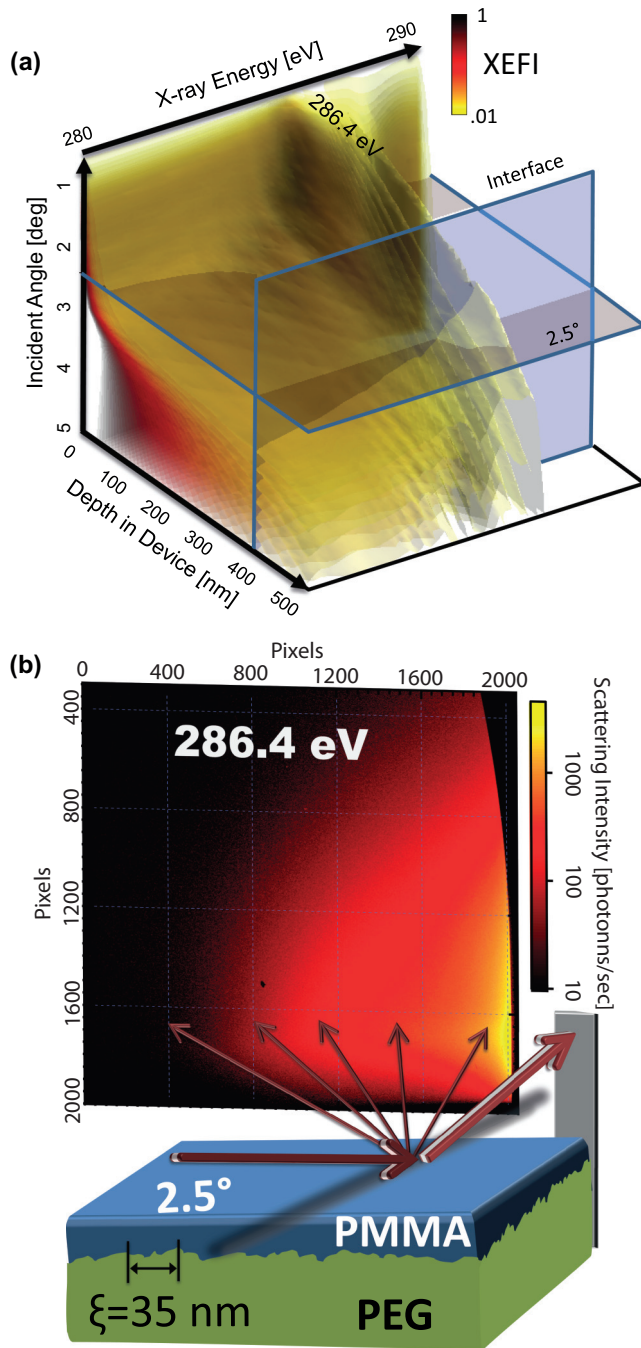 (a)
X-ray Energy [eV]
280
290
1
XEFI
.01
286.4 eV
Interface
2.5°
Incident Angle [deg]
1
2
3
4
5
0
100
200
300
400
500
Depth in Device [nm]
(b)
Pixels
0
400
800
1200
1600
2000
Pixels
400
800
1200
1600
2000
286.4 eV
Scattering Intensity [photonns/sec]
1000
100
10
2.5°
PMMA
ξ=35 nm
PEG